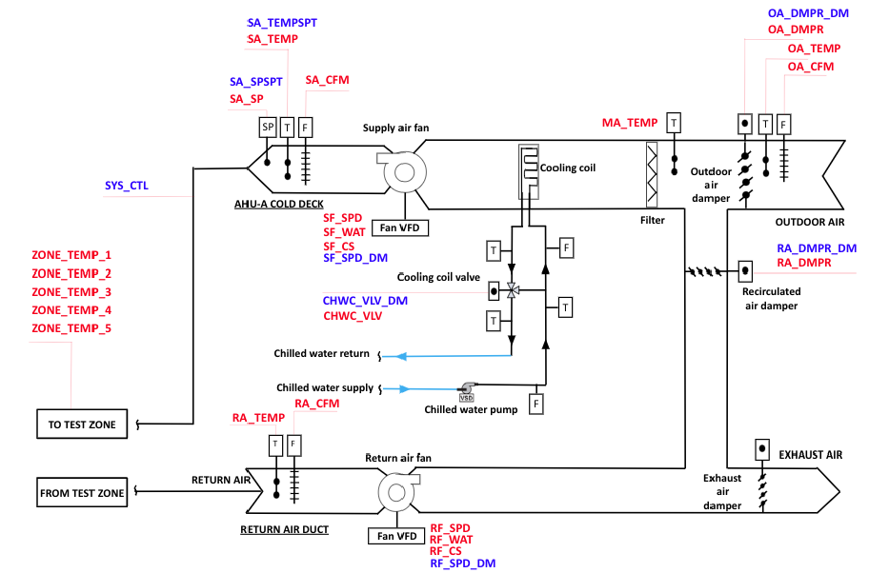 OA_DMPR_DM
OA_DMPR
OA_TEMP
OA_CFM
SA_TEMPSPT
SA_TEMP
SA_SPSPT
SA_SP
SA_CFM
MA_TEMP
SP
T
F
T
T
F
Supply air fan
Cooling coil
Outdoor
air
damper
SYS_CTL
AHU-A COLD DECK
Filter
OUTDOOR AIR
Fan VFD
SF_SPD
SF_WAT
SF_CS
SF_SPD_DM
T
F
RA_DMPR_DM
RA_DMPR
Recirculated
air damper
ZONE_TEMP_1
ZONE_TEMP_2
ZONE_TEMP_3
ZONE_TEMP_4
ZONE_TEMP_5
Cooling coil valve
CHWC_VLV_DM
CHWC_VLV
T
T
Chilled water return
Chilled water supply
VSD
Chilled water pump
F
TO TEST ZONE
RA_TEMP
RA_CFM
T
F
Return air fan
EXHAUST AIR
RETURN AIR
FROM TEST ZONE
Exhaust
air
damper
RETURN AIR DUCT
Fan VFD
RF_SPD
RF_WAT
RF_CS
RF_SPD_DM